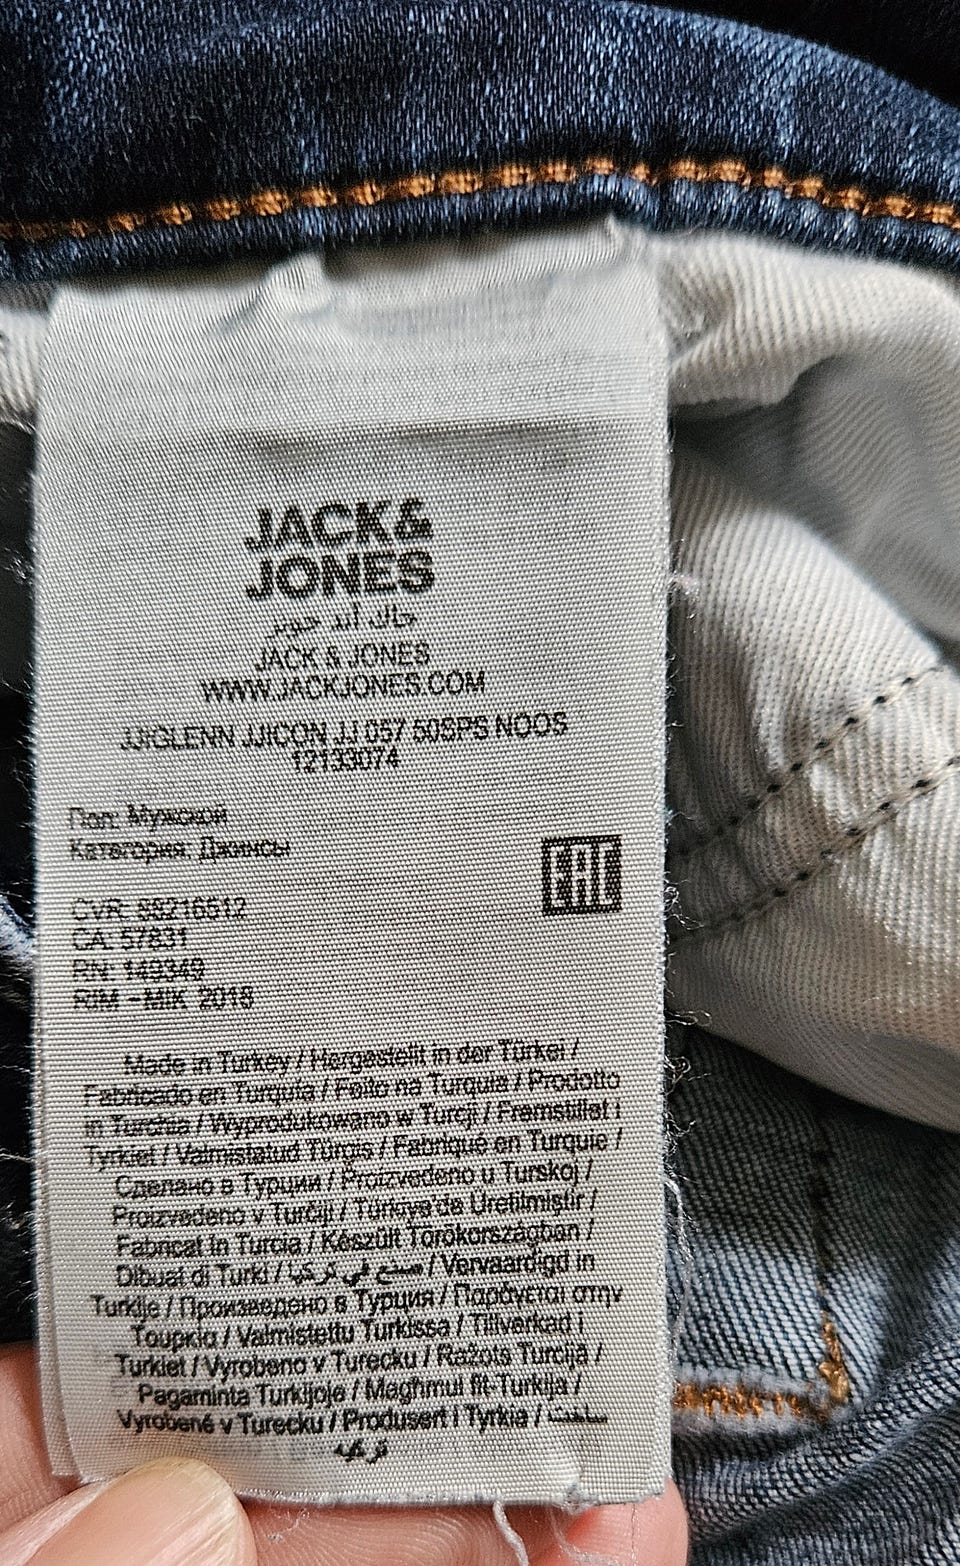 JACK&
JONES
جاك أند جونز
JACK & JONES
WWW.JACKJONES.COM
JJIGLENN JJICON JJ 057 50SPS NOOS
12133074
Пол: Мужской
Категория: Джинсы
EAC
CVR: 88216512
CA: 57831
RN: 149349
RIM - MIK 2018
Made in Turkey / Hergestellt in der Türkei /
Fabricado en Turquía / Feito na Turquia / Prodotto
in Turchia / Wyprodukowano w Turcji / Fremstillet i
Tyrkiet / Valmistatud Türgis / Fabriqué en Turquie /
Сделано в Турции / Proizvedeno u Turskoj /
Proizvedeno v Turčiji / Türkiye'de Üretilmiştir /
Fabricat în Turcia / Készült Törökországban /
Dibuat di Turki / صنع في تركيا / Vervaardigd in
Turkije / Произведено в Турция / Παράγεται στην
Τουρκία / Valmistettu Turkissa / Tillverkad i
Turkiet / Vyrobeno v Turecku / Ražots Turcija /
Pagaminta Turkijoje / Maghmul fit-Turkija /
Vyrobené v Turecku / Produsert i Tyrkia / ساخت
ترکیه